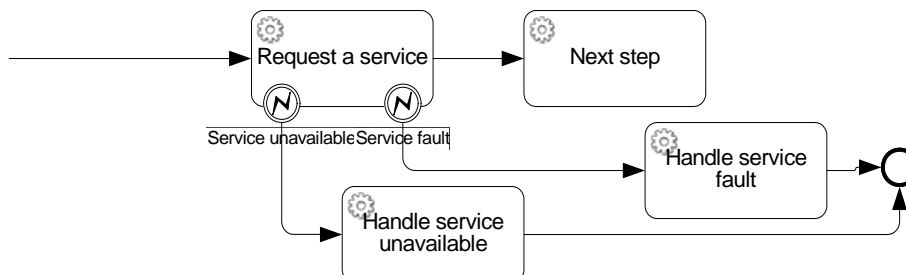 Request a service
Next step
Service unavailable
Service fault
Handle service
fault
Handle service
unavailable